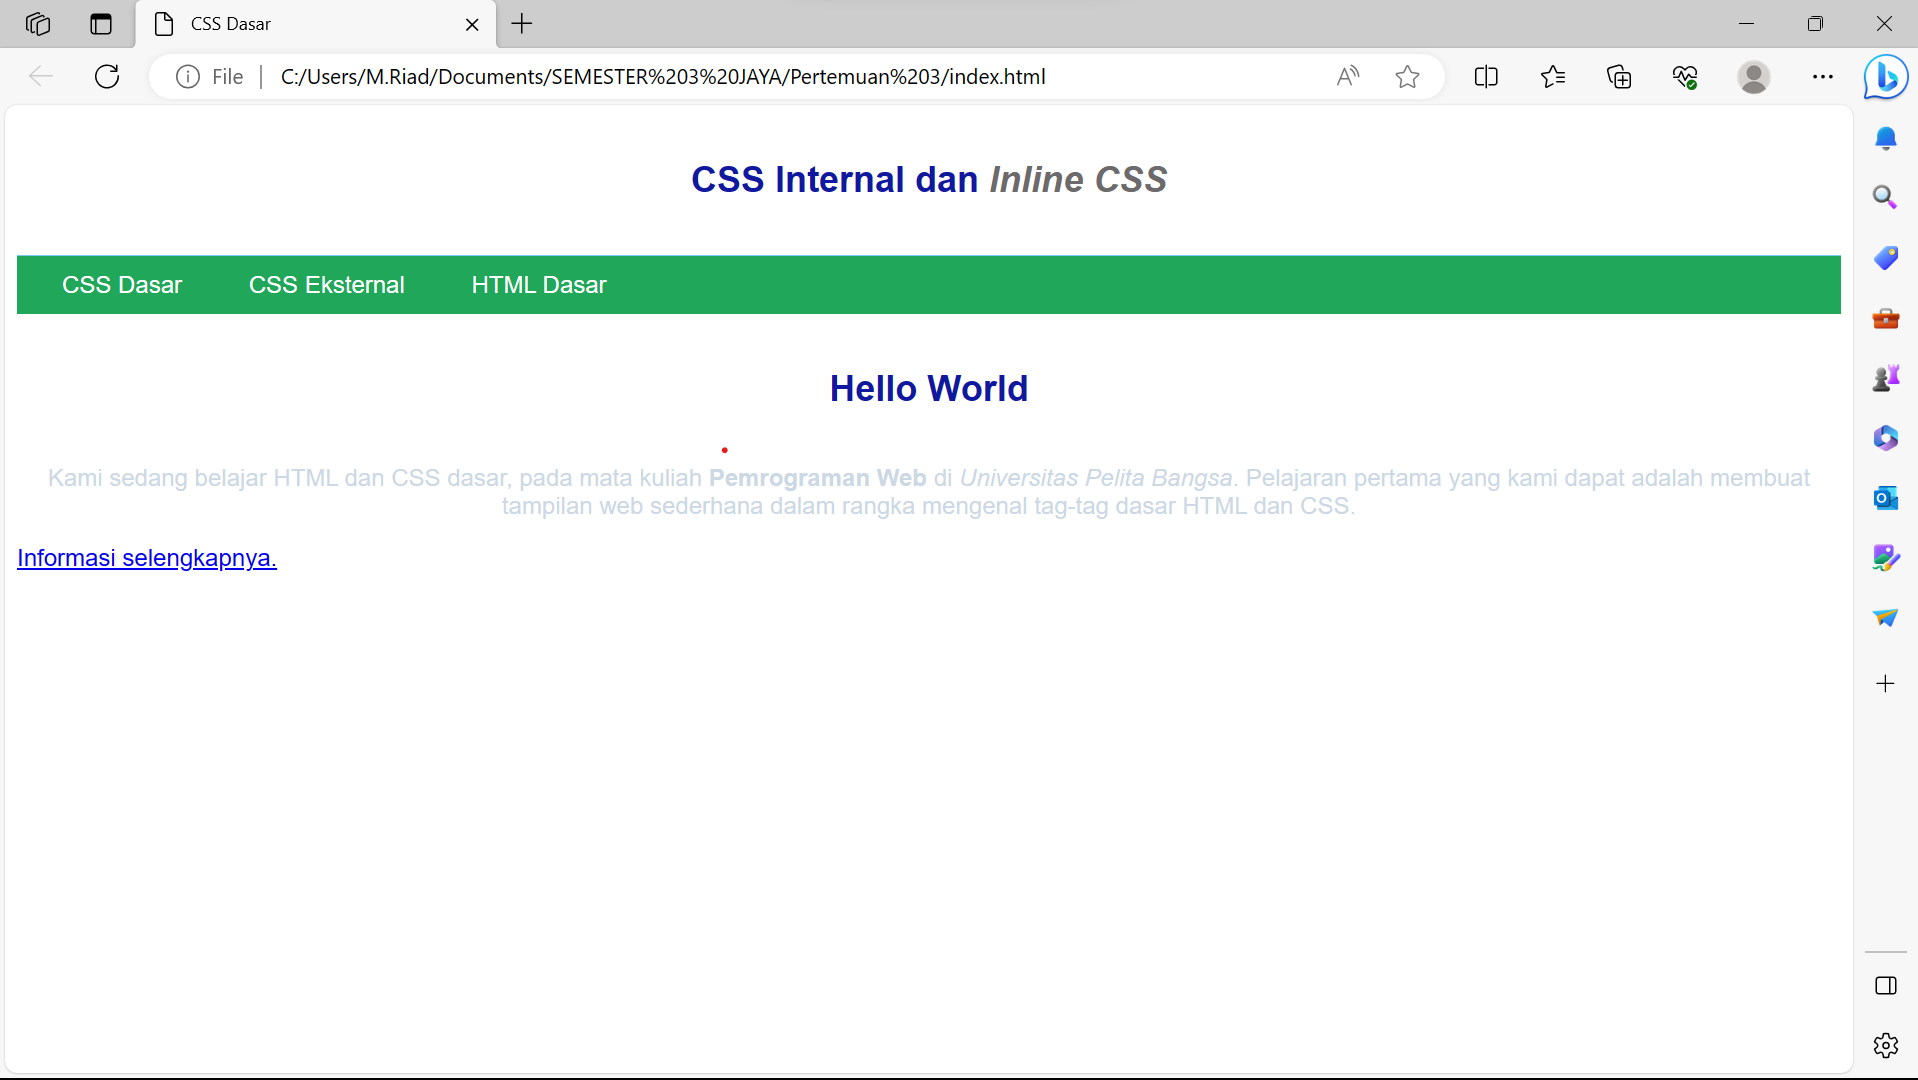 CSS Dasar
File
C:/Users/M.Riad/Documents/SEMESTER%203%20JAYA/Pertemuan%203/index.html
CSS Internal dan Inline CSS
CSS Dasar CSS Eksternal HTML Dasar
Hello World
Kami sedang belajar HTML dan CSS dasar, pada mata kuliah Pemrograman Web di Universitas Pelita Bangsa. Pelajaran pertama yang kami dapat adalah membuat
tampilan web sederhana dalam rangka mengenal tag-tag dasar HTML dan CSS.
Informasi selengkapnya.